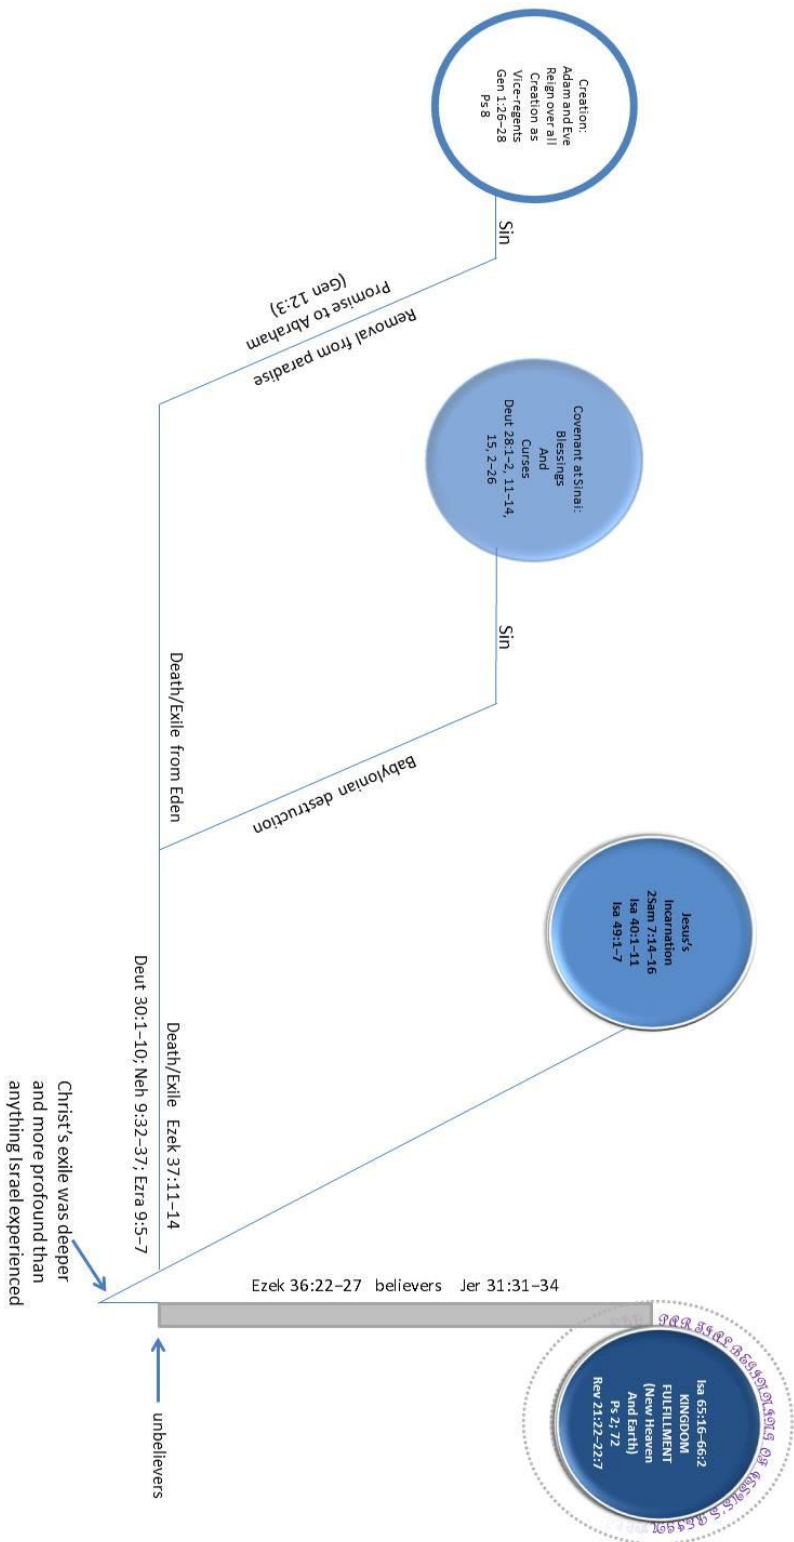 Creation:
Adam and Eve
Reign over all
Creation as
Vice-regents
Gen 1:26–28
Ps 8
Sin
Removal from paradise
Promise to Abraham
(Gen 12:3)
Covenant at Sinai:
Blessings
And
Curses
Deut 28:1–2, 11–14,
15, 2–26
Sin
Babylonian destruction
Death/Exile from Eden
Jesus's
Incarnation
2Sam 7:14–16
Isa 40:1–11
Isa 49:1–7
Death/Exile Ezek 37:11–14
Deut 30:1–10; Neh 9:32–37; Ezra 9:5–7
Christ's exile was deeper
and more profound than
anything Israel experienced
Ezek 36:22–27 believers Jer 31:31–34
unbelievers
Isa 65:16–66:2
KINGDOM
FULFILLMENT
(New Heaven
And Earth)
Ps 2; 72
Rev 21:22–22:7